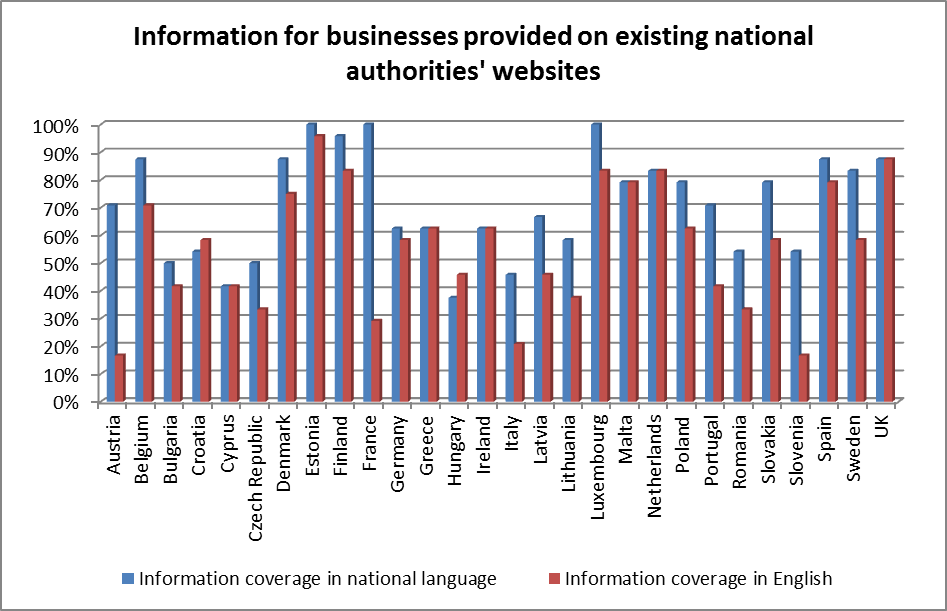 Information for businesses provided on existing national
authorities' websites
100%
90%
80%
70%
60%
50%
40%
30%
20%
10%
0%
Austria
Belgium
Bulgaria
Croatia
Cyprus
Czech Republic
Denmark
Estonia
Finland
France
Germany
Greece
Hungary
Ireland
Italy
Latvia
Lithuania
Luxembourg
Malta
Netherlands
Poland
Portugal
Romania
Slovakia
Slovenia
Spain
Sweden
UK
Information coverage in national language
Information coverage in English